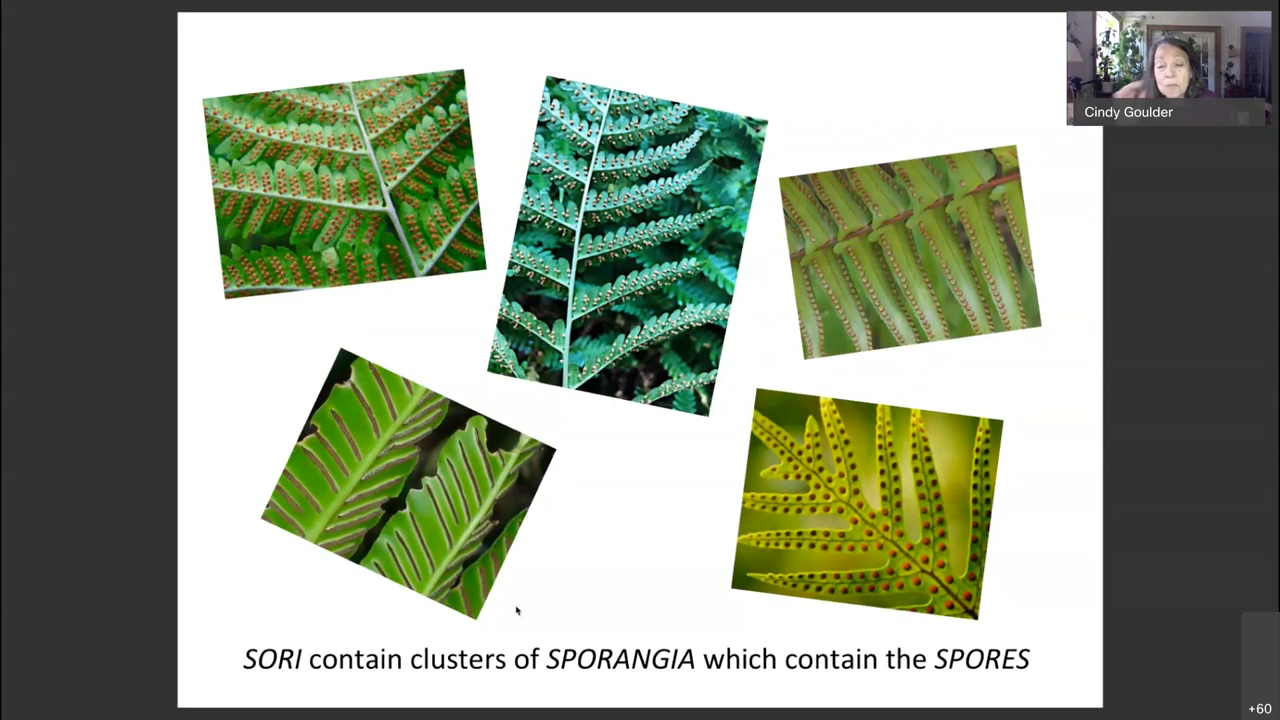 Cindy Goulder
SORI contain clusters of SPORANGIA which contain the SPORES
+60